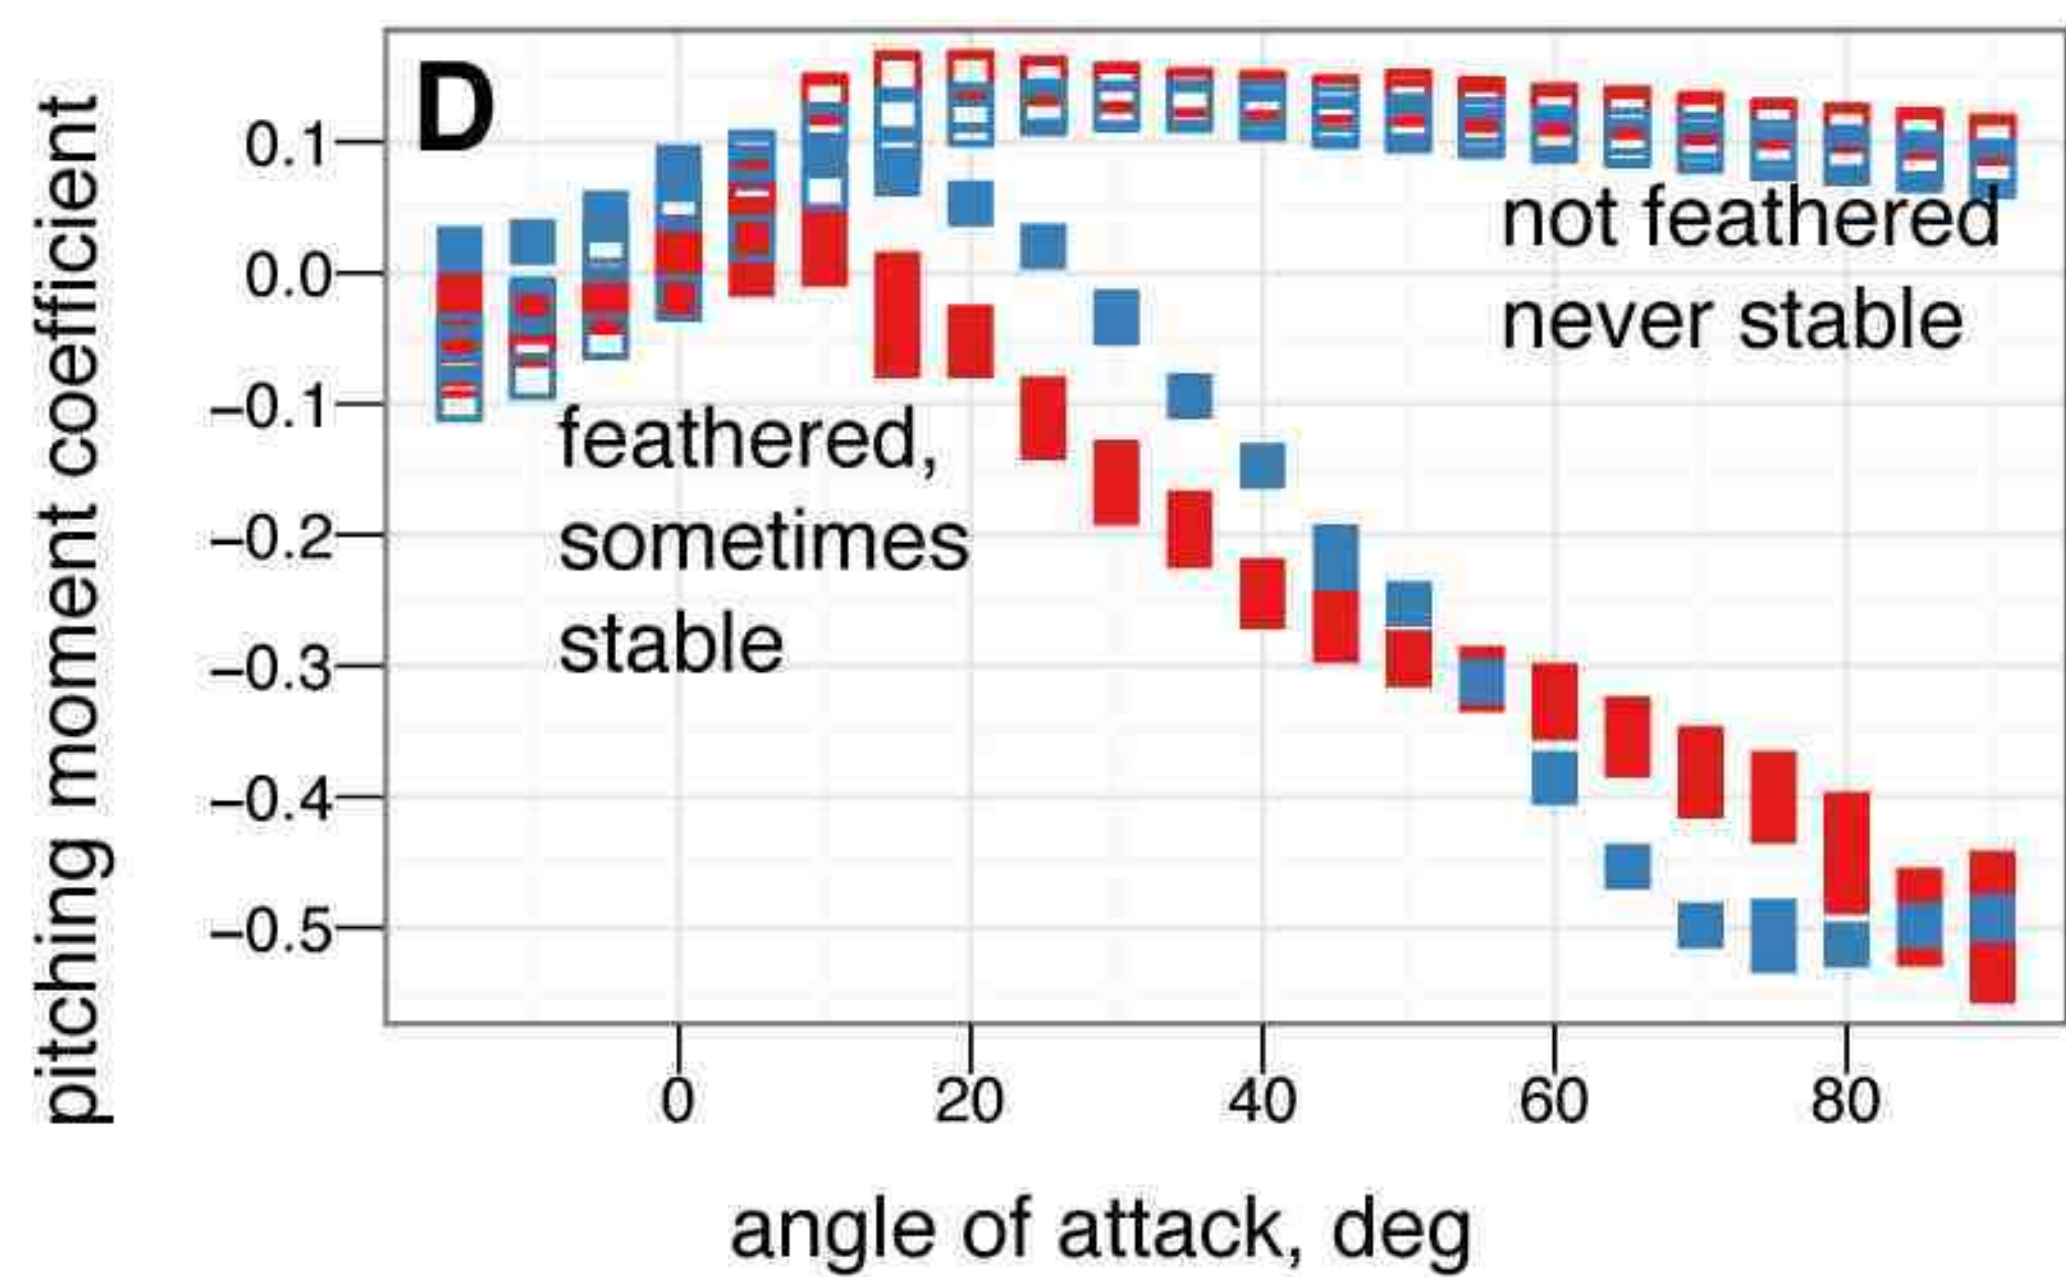 D
pitching moment coefficient
0.1
0.0
−0.1
−0.2
−0.3
−0.4
−0.5
not feathered
never stable
feathered,
sometimes
stable
0 20 40 60 80
angle of attack, deg